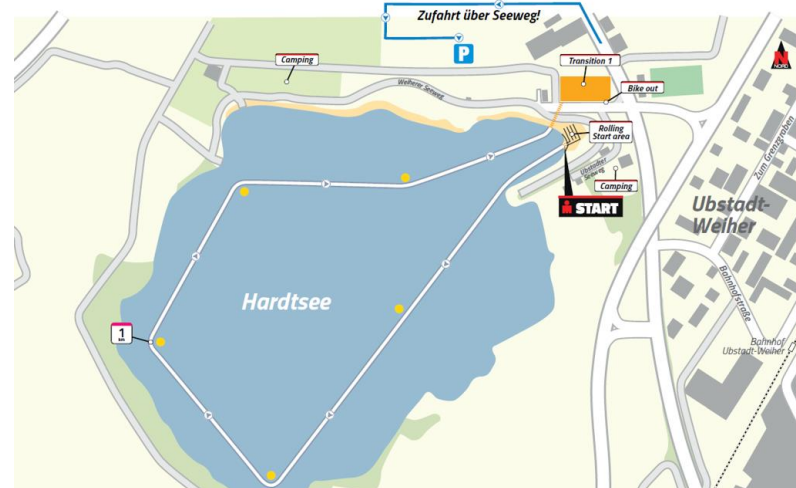 Zufahrt über Seeweg!
P
Camping
Transition 1
NORD
Weiherer Seeweg
Bike out
Rolling
Start area
Ubstadter
Seeweg
Camping
START
Ubstadt-
Weiher
Zum Grenzgraben
Bahnhofstraße
Hardtsee
1
KM
Bahnhof
Ubstadt-Weiher